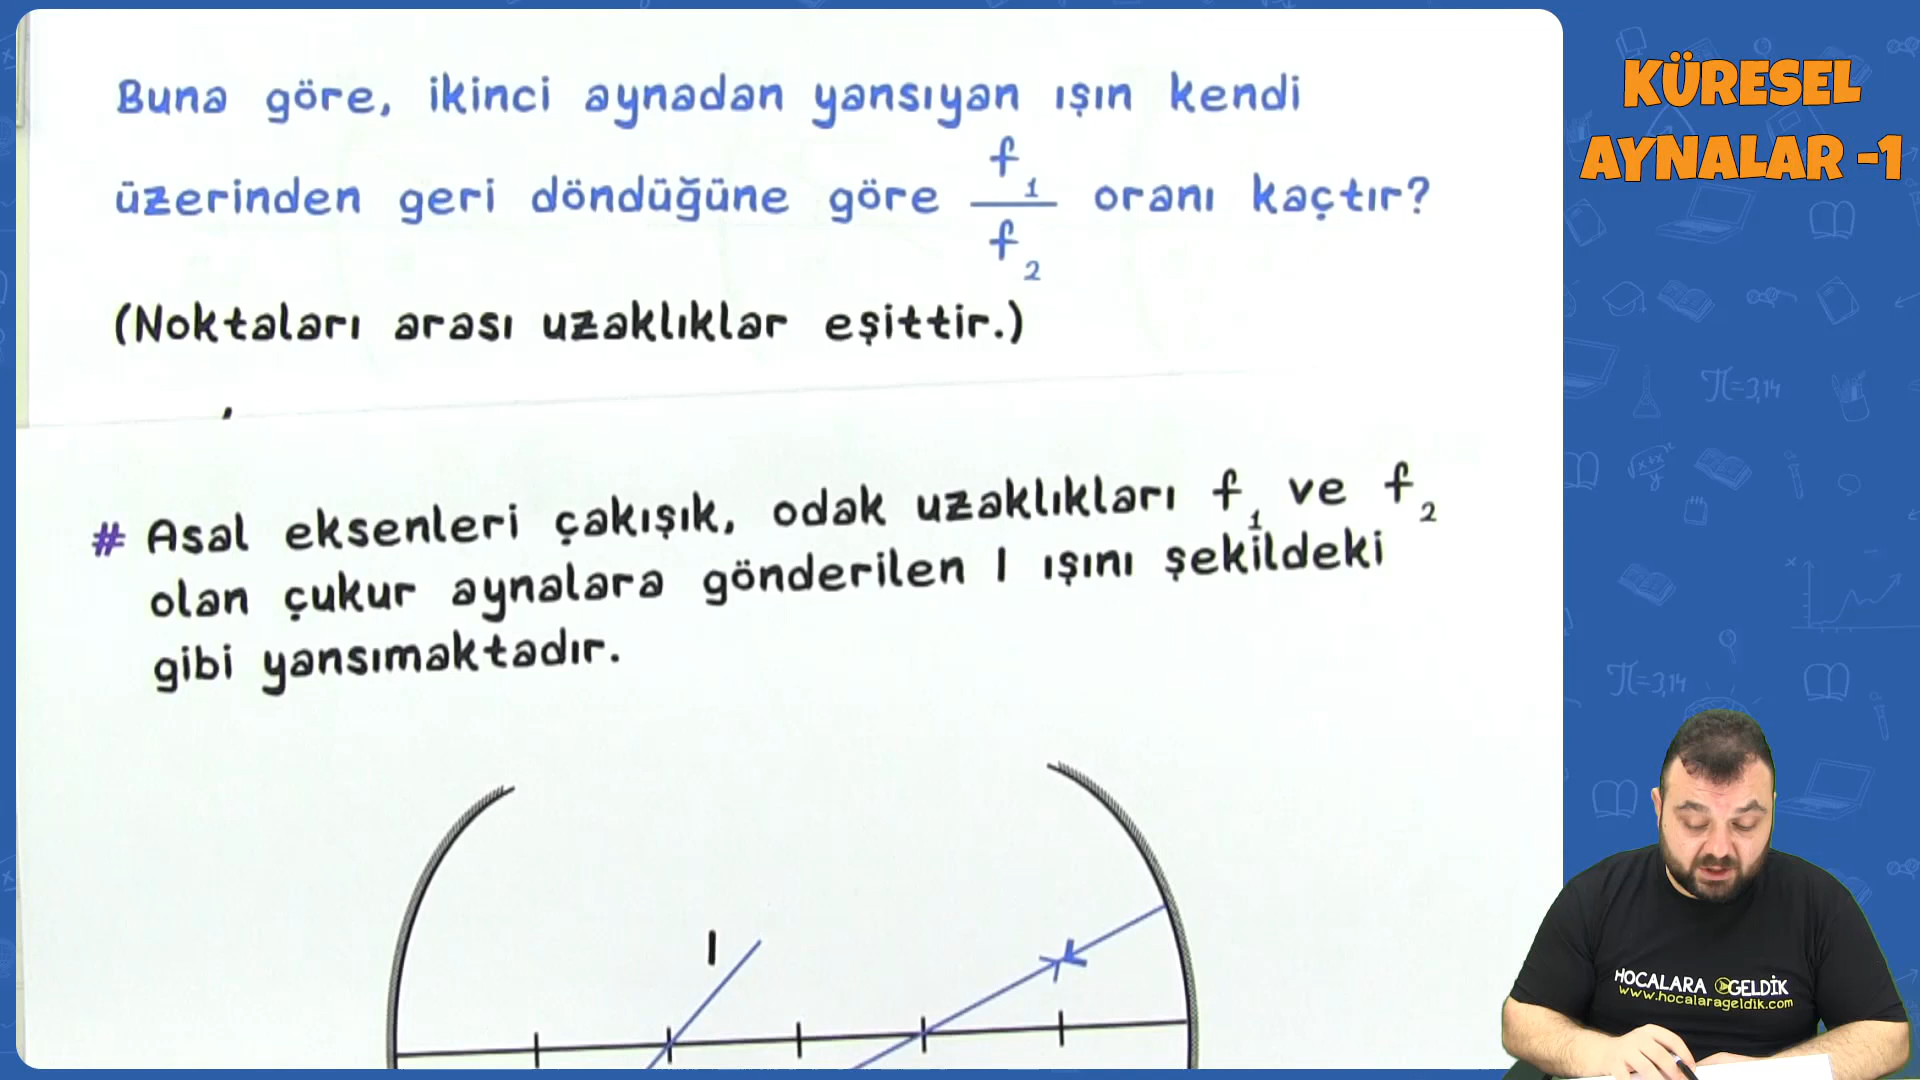 Buna göre, ikinci aynadan yansıyan ışın kendi
üzerinden geri döndüğüne göre f₁/f₂ oranı kaçtır?
(Noktaları arası uzaklıklar eşittir.)
# Asal eksenleri çakışık, odak uzaklıkları f₁ ve f₂
olan çukur aynalara gönderilen I ışını şekildeki
gibi yansımaktadır.
I
KÜRESEL
AYNALAR -1
π=3,14
π=3,14
HOCALARA GELDİK
www.hocalarageldik.com